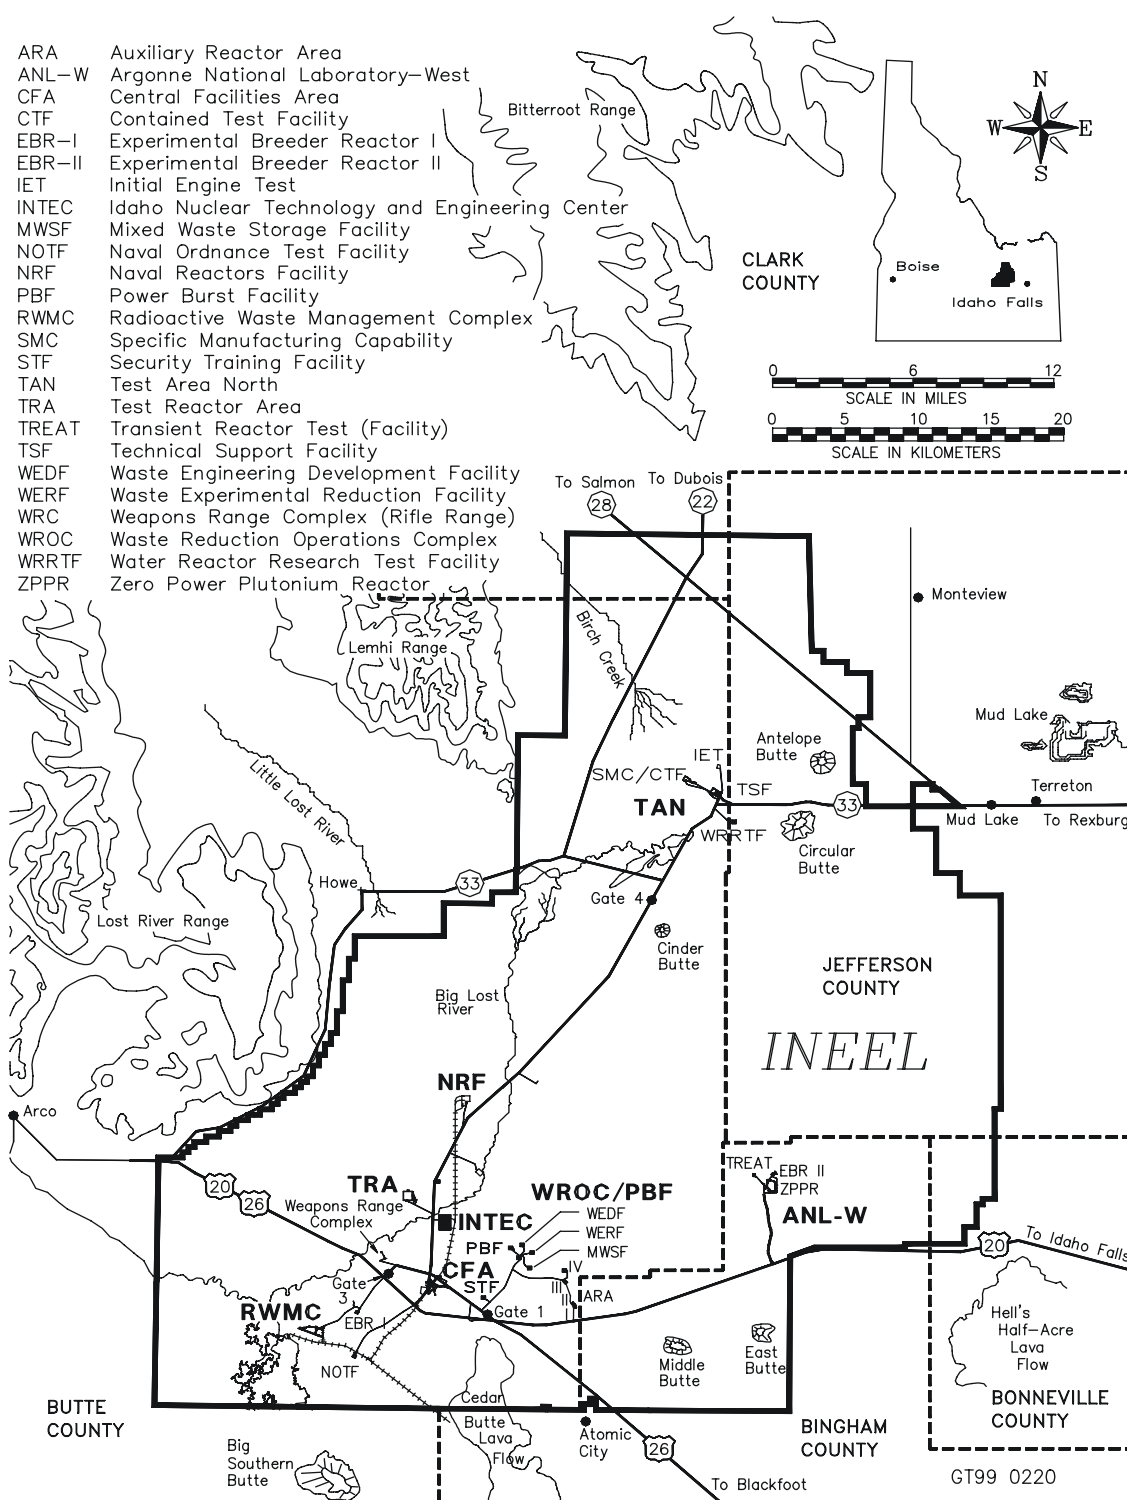 ARA Auxiliary Reactor Area
ANL-W Argonne National Laboratory-West
CFA Central Facilities Area
CTF Contained Test Facility
EBR-I Experimental Breeder Reactor I
EBR-II Experimental Breeder Reactor II
IET Initial Engine Test
INTEC Idaho Nuclear Technology and Engineering Center
MWSF Mixed Waste Storage Facility
NOTF Naval Ordnance Test Facility
NRF Naval Reactors Facility
PBF Power Burst Facility
RWMC Radioactive Waste Management Complex
SMC Specific Manufacturing Capability
STF Security Training Facility
TAN Test Area North
TRA Test Reactor Area
TREAT Transient Reactor Test (Facility)
TSF Technical Support Facility
WEDF Waste Engineering Development Facility
WERF Waste Experimental Reduction Facility
WRC Weapons Range Complex (Rifle Range)
WROC Waste Reduction Operations Complex
WRRTF Water Reactor Research Test Facility
ZPPR Zero Power Plutonium Reactor
Bitterroot Range
N
W E
S
CLARK
COUNTY
Boise
Idaho Falls
0 6 12
SCALE IN MILES
0 5 10 15 20
SCALE IN KILOMETERS
To Salmon
To Dubois
28
22
Monteview
Birch Creek
Lemhi Range
Mud Lake
Antelope
Butte
IET
SMC/CTF
TSF
TAN
33
Terreton
Mud Lake
To Rexburg
WRRTF
Little Lost
River
Circular
Butte
Howe
33
Gate 4
Lost River Range
Cinder
Butte
JEFFERSON
COUNTY
Big Lost
River
INEEL
NRF
Arco
TREAT
EBR II
ZPPR
20
26
TRA
WROC/PBF
Weapons Range
Complex
INTEC
WEDF
WERF
MWSF
ANL-W
PBF
20
To Idaho Falls
CFA
Gate
3
STF
IV
III
II
I
ARA
RWMC
EBR I
Gate 1
Hell's
Half-Acre
Lava
Flow
NOTF
Middle
Butte
East
Butte
BUTTE
COUNTY
Cedar
Butte
Lava
Flow
BONNEVILLE
COUNTY
Atomic
City
BINGHAM
COUNTY
26
Big
Southern
Butte
To Blackfoot
GT99 0220